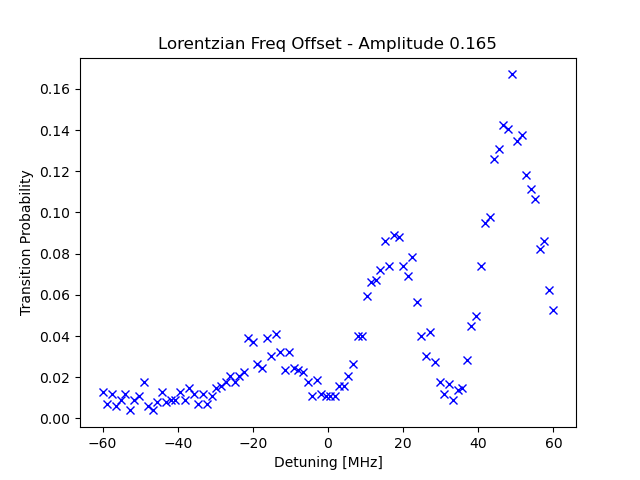 Lorentzian Freq Offset - Amplitude 0.165
Transition Probability
0.16
0.14
0.12
0.10
0.08
0.06
0.04
0.02
0.00
−60 −40 −20 0 20 40 60
Detuning [MHz]